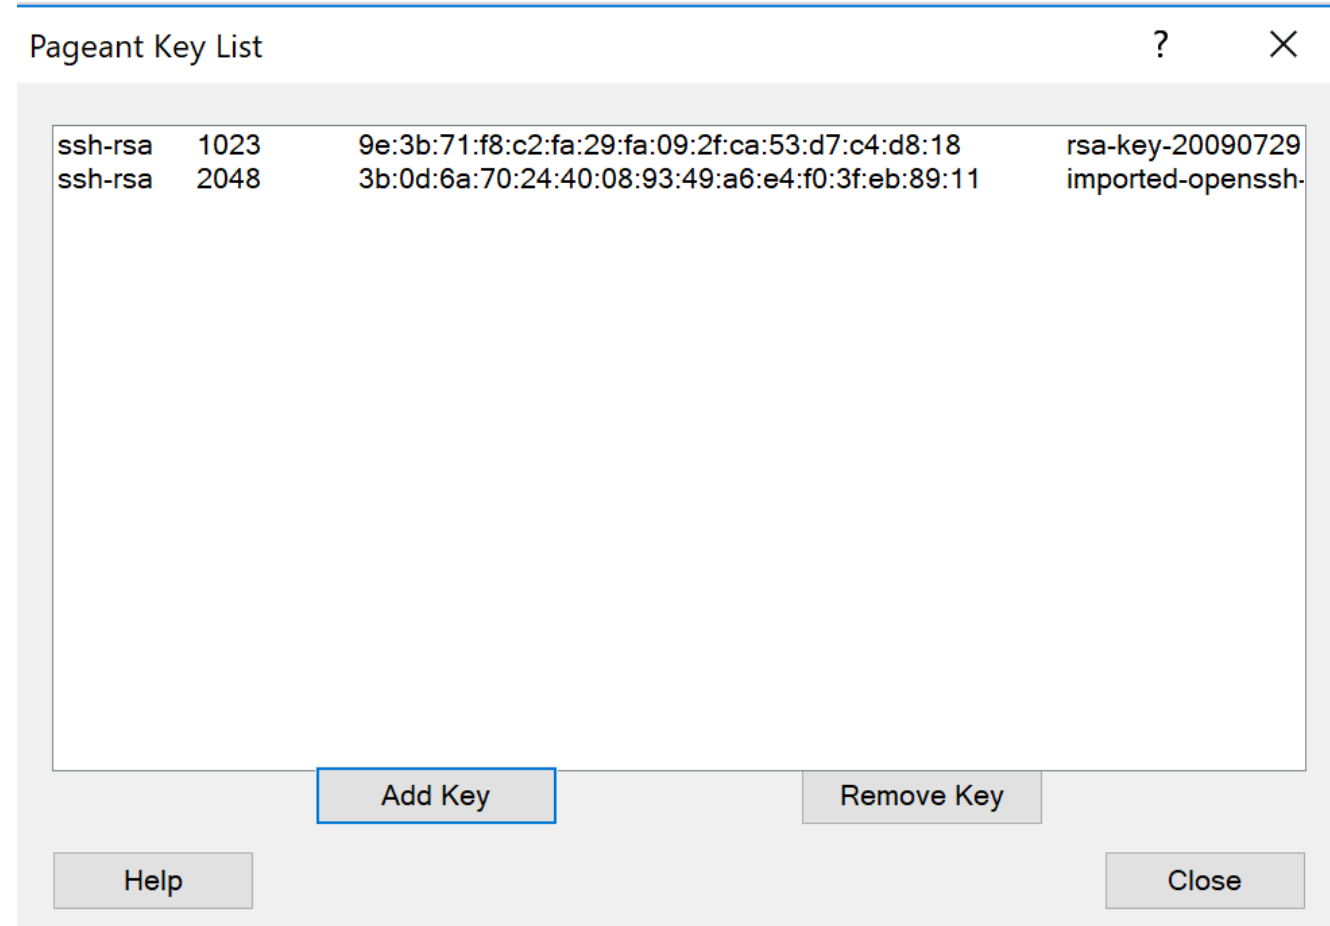 Pageant Key List ?
ssh-rsa 1023 9e:3b:71:f8:c2:fa:29:fa:09:2f:ca:53:d7:c4:d8:18 rsa-key-20090729
ssh-rsa 2048 3b:0d:6a:70:24:40:08:93:49:a6:e4:f0:3f:eb:89:11 imported-openssh-
Add Key Remove Key
Help Close